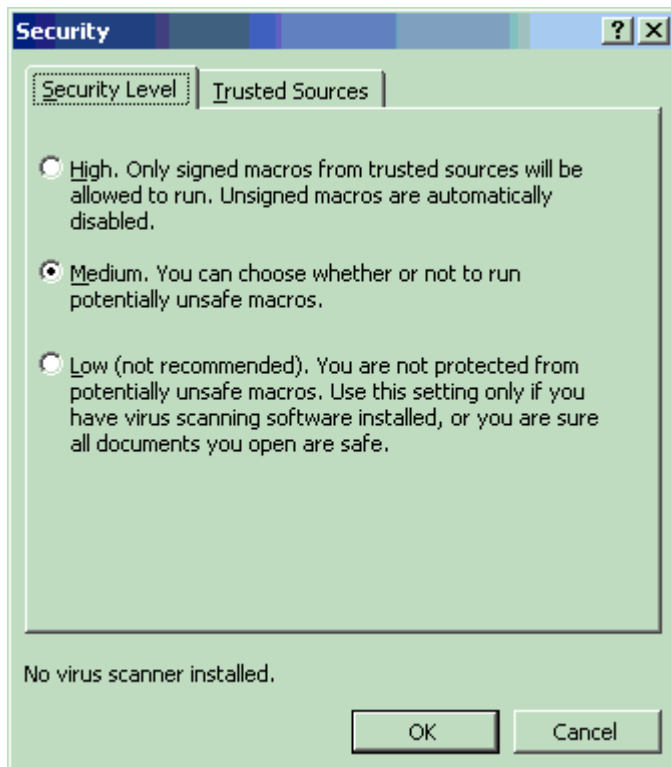 Security
Security Level
Trusted Sources
High. Only signed macros from trusted sources will be
allowed to run. Unsigned macros are automatically
disabled.
Medium. You can choose whether or not to run
potentially unsafe macros.
Low (not recommended). You are not protected from
potentially unsafe macros. Use this setting only if you
have virus scanning software installed, or you are sure
all documents you open are safe.
No virus scanner installed.
OK
Cancel